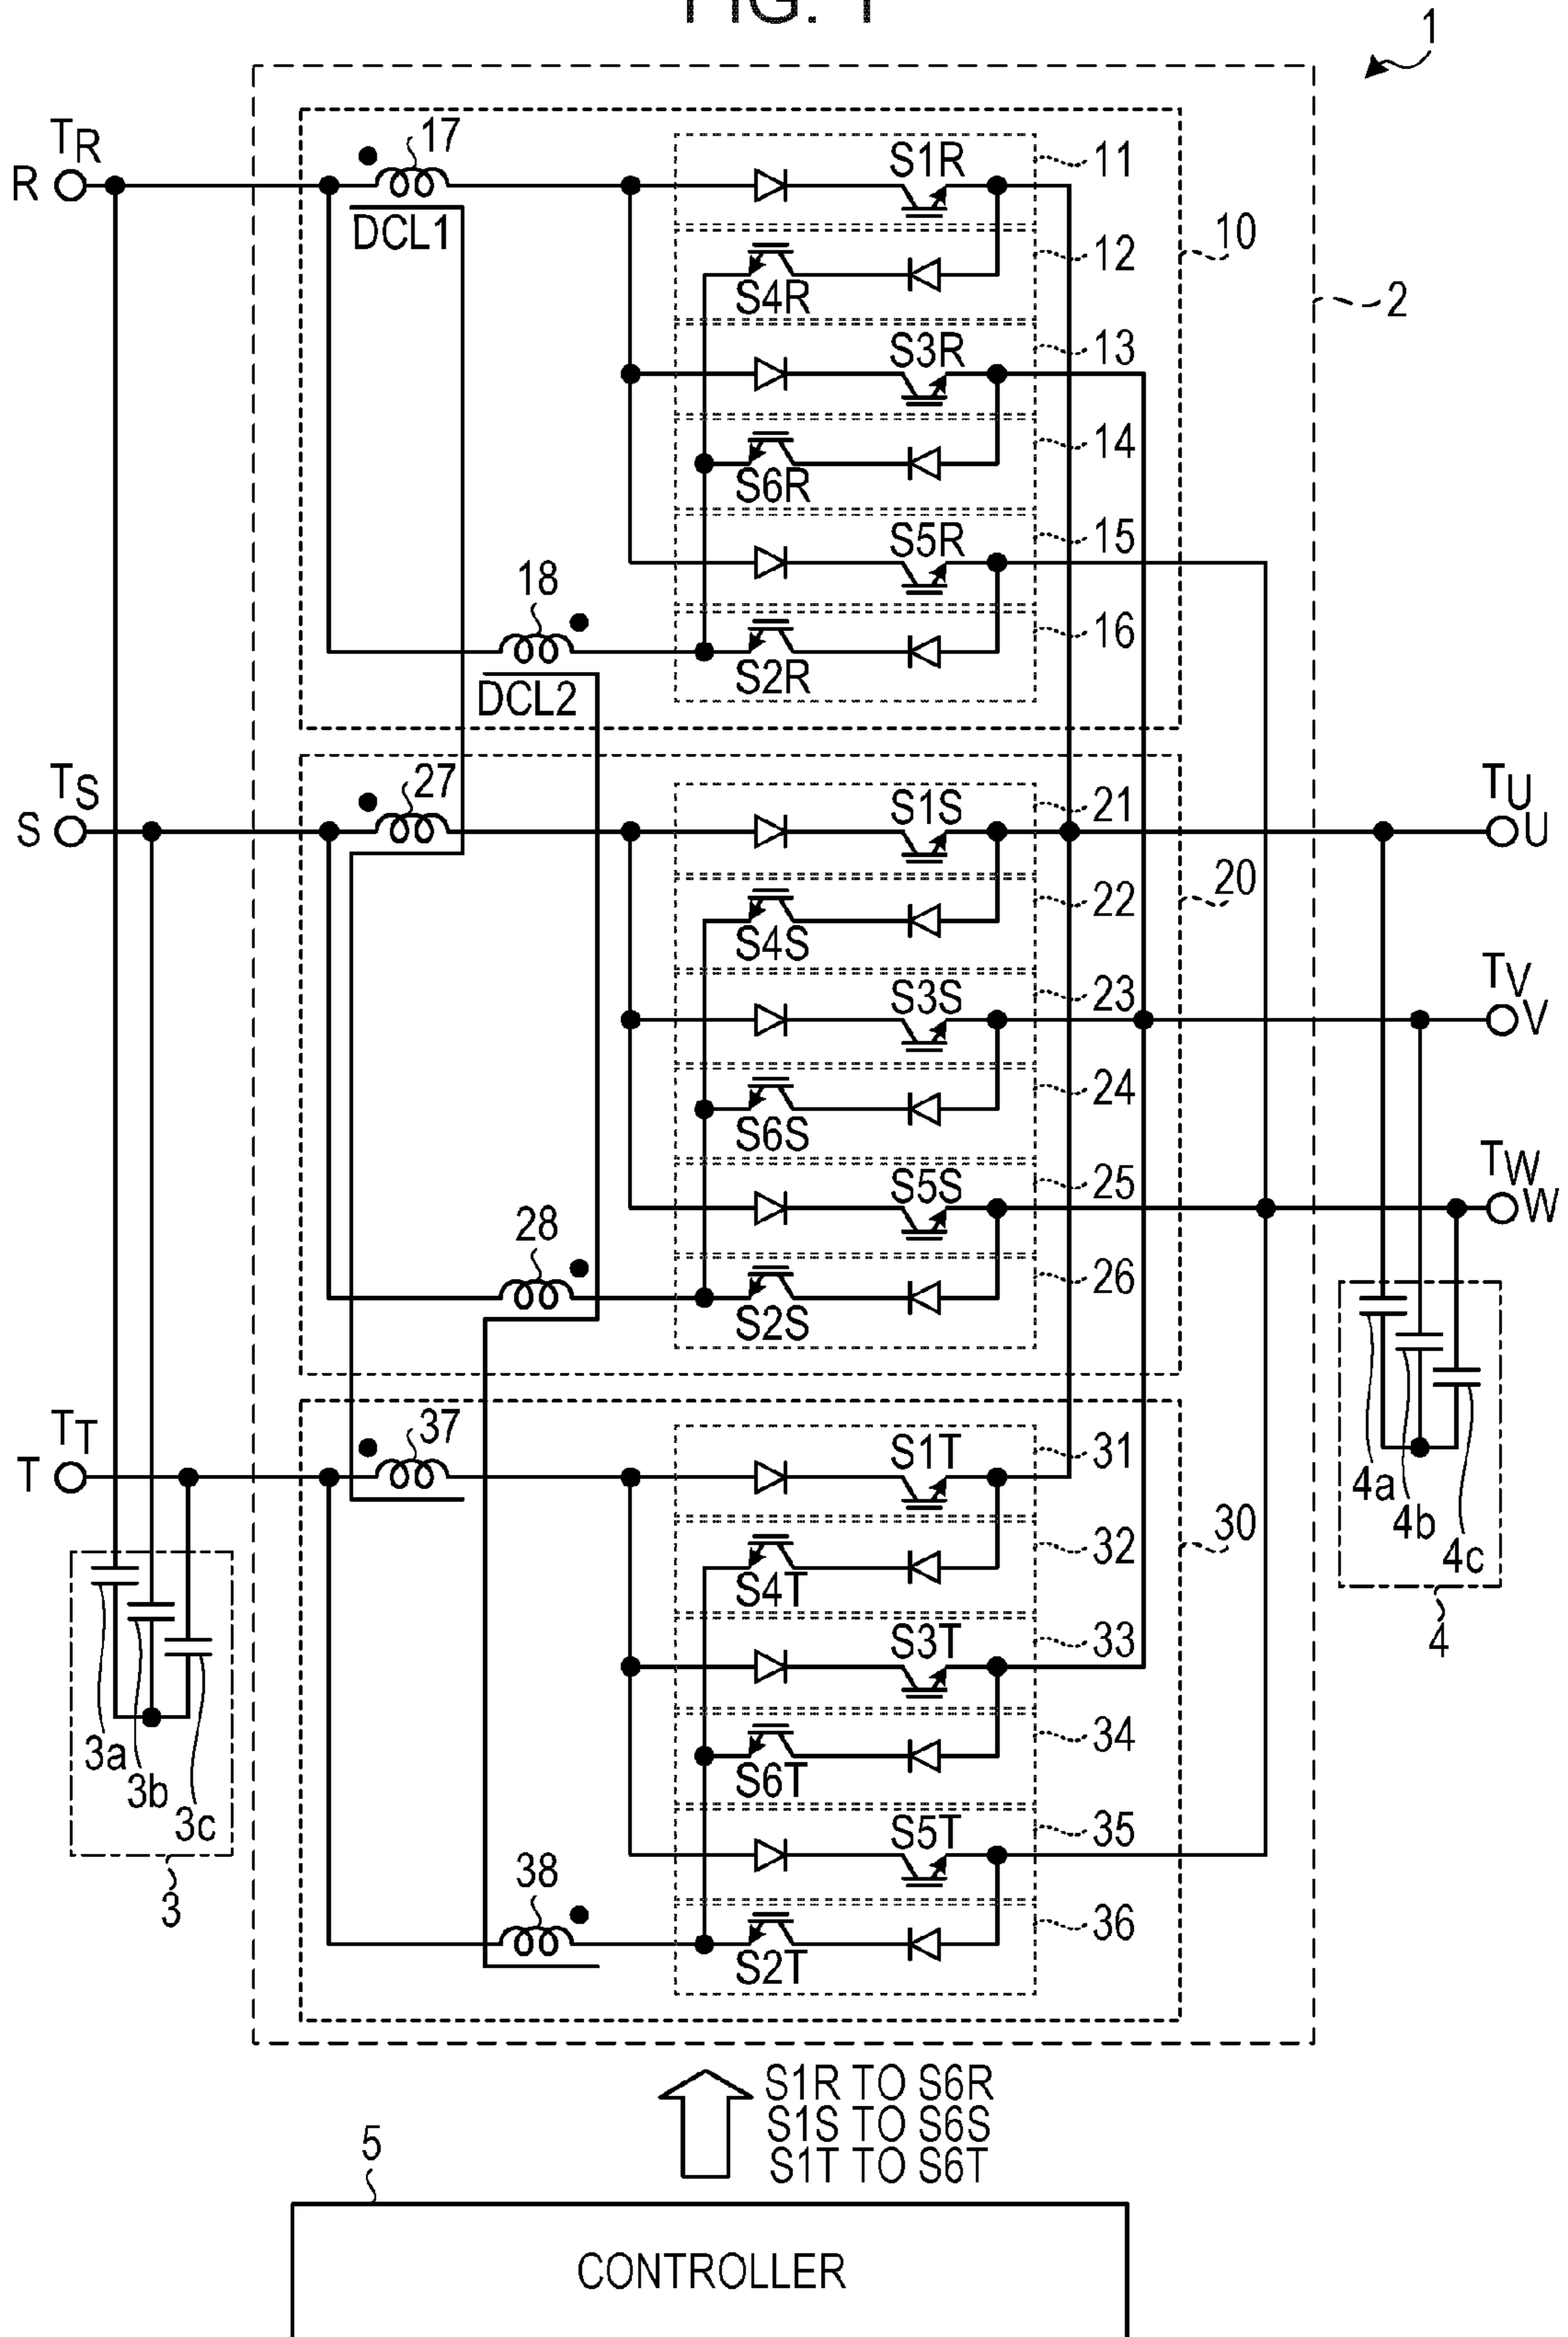 FIG. 1
1
TR
R
17
DCL1
S1R
11
10
S4R
12
2
S3R
13
S6R
14
S5R
15
18
S2R
16
DCL2
TS
S
27
S1S
21
TU
U
20
S4S
22
S3S
23
TV
V
S6S
24
S5S
25
TW
W
28
S2S
26
TT
T
37
S1T
31
4a
4b
4c
4
30
S4T
32
S3T
33
3a
3b
3c
3
S6T
34
S5T
35
38
S2T
36
S1R TO S6R
S1S TO S6S
S1T TO S6T
5
CONTROLLER